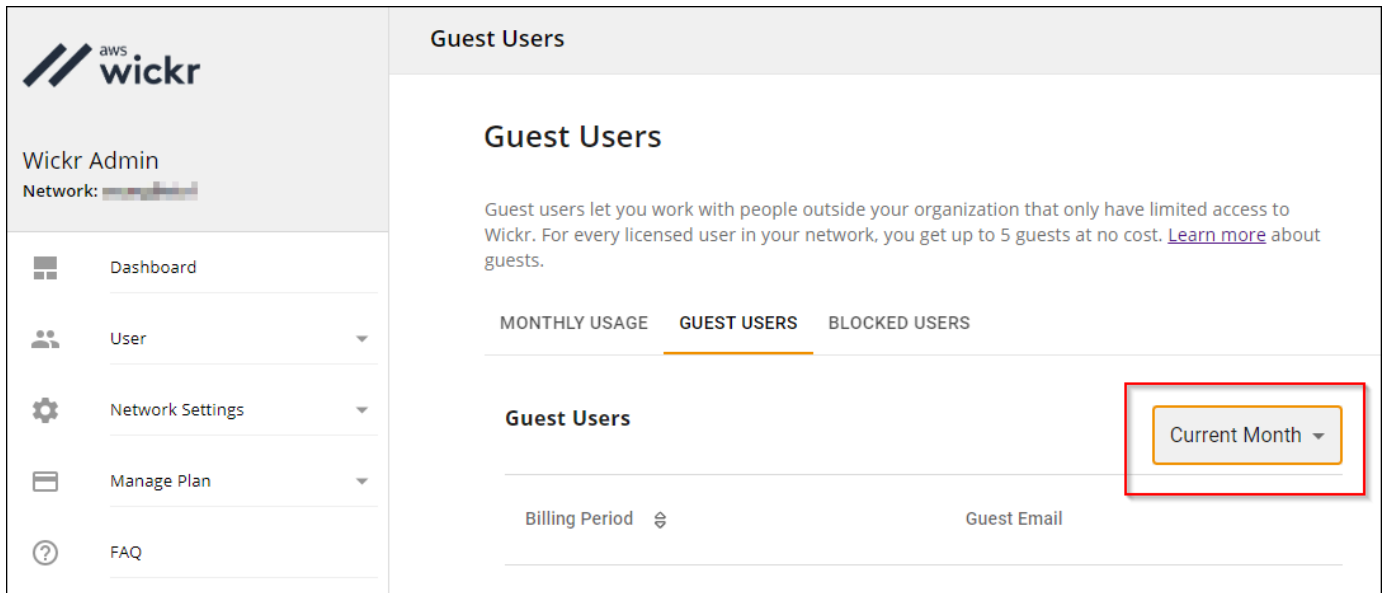 aws
wickr
Wickr Admin
Network:
Dashboard
User
Network Settings
Manage Plan
FAQ
Guest Users
Guest Users
Guest users let you work with people outside your organization that only have limited access to
Wickr. For every licensed user in your network, you get up to 5 guests at no cost. Learn more about
guests.
MONTHLY USAGE GUEST USERS BLOCKED USERS
Guest Users
Current Month
Billing Period Guest Email